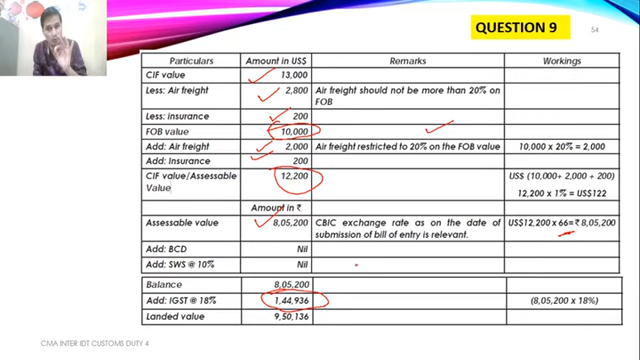 QUESTION 9
54
Particulars Amount in US$ Remarks Workings
CIF value 13,000
Less: Air freight 2,800 Air freight should not be more than 20% on
FOB
Less: insurance 200
FOB value 10,000
Add: Air freight 2,000 Air freight restricted to 20% on the FOB value 10,000 x 20% = 2,000
Add: Insurance 200
CIF value/Assessable 12,200 US$ (10,000+ 2,000 + 200)
Value 12,200 x 1% = US$122
Amount in ₹
Assessable value 8,05,200 CBIC exchange rate as on the date of US$12,200 x 66= ₹ 8,05,200
submission of bill of entry is relevant.
Add: BCD Nil
Add: SWS @ 10% Nil
Balance 8,05,200
Add: IGST @ 18% 1,44,936 (8,05,200 x 18%)
Landed value 9,50,136
CMA INTER IDT CUSTOMS DUTY 4